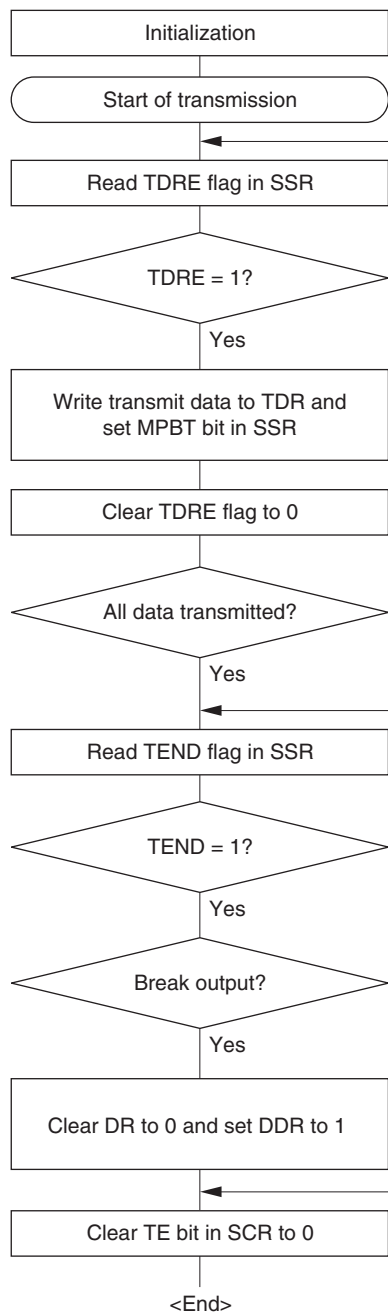 Initialization
Start of transmission
Read TDRE flag in SSR
TDRE = 1?
Yes
Write transmit data to TDR and
set MPBT bit in SSR
Clear TDRE flag to 0
All data transmitted?
Yes
Read TEND flag in SSR
TEND = 1?
Yes
Break output?
Yes
Clear DR to 0 and set DDR to 1
Clear TE bit in SCR to 0
<End>